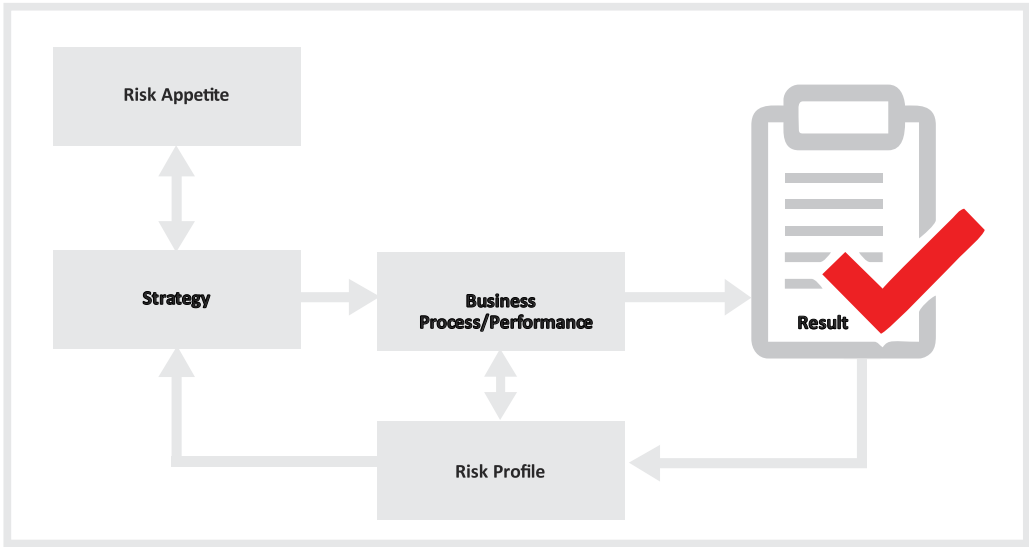 Risk Appetite
Strategy
Business
Process/Performance
Result
Risk Profile